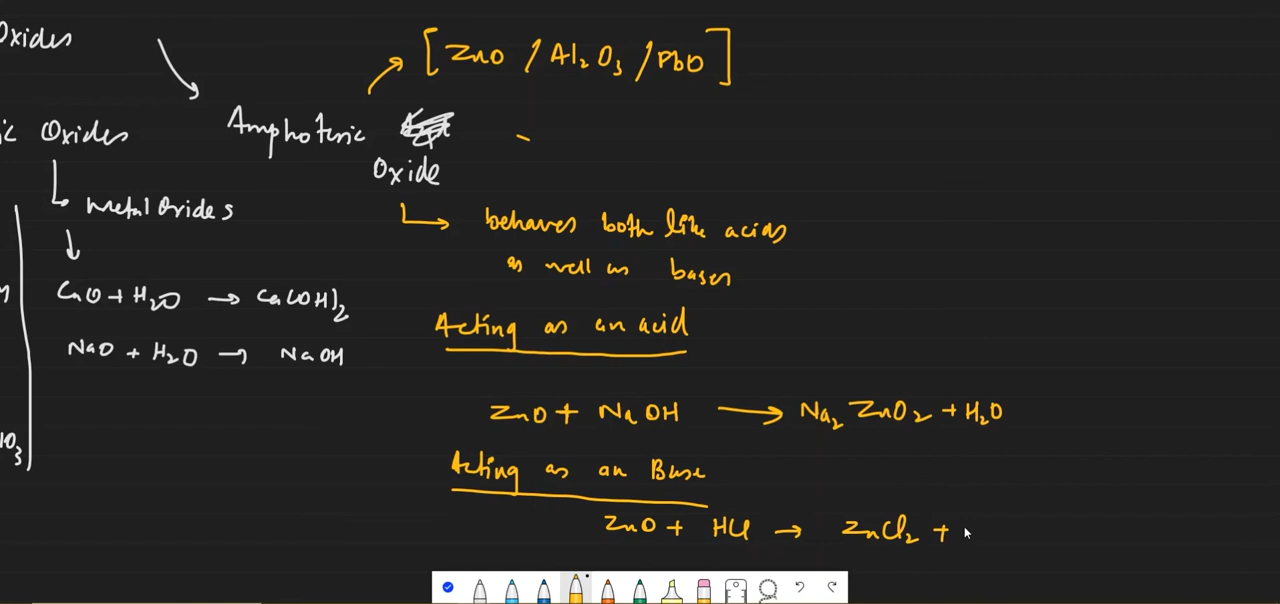 Oxides
[ZnO / Al₂O₃ / PbO]
ic Oxides
Amphoteric
Oxide
Metal Oxides
behaves both like acids
as well as bases
CaO + H₂O → Ca(OH)₂
NaO + H₂O → NaOH
Acting as an acid
ZnO + NaOH → Na₂ZnO₂ + H₂O
Acting as an Base
ZnO + HCl → ZnCl₂ +